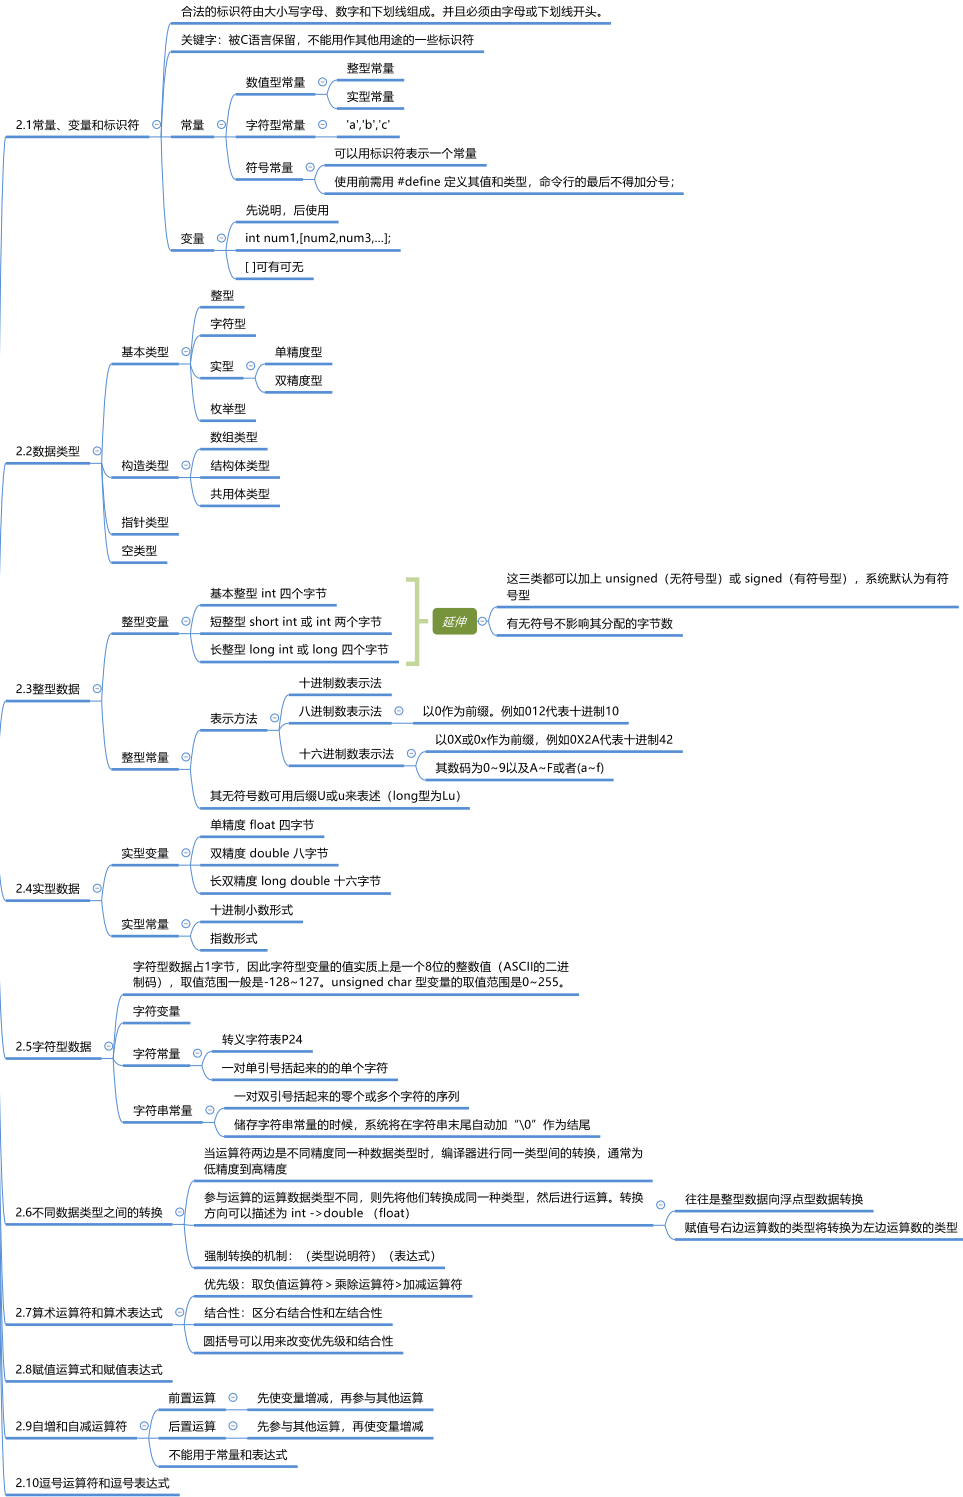 合法的标识符由大小写字母、数字和下划线组成。并且必须由字母或下划线开头。
关键字：被C语言保留，不能用作其他用途的一些标识符
2.1常量、变量和标识符
常量
数值型常量
整型常量
实型常量
字符型常量
'a','b','c'
符号常量
可以用标识符表示一个常量
使用前需用 #define 定义其值和类型，命令行的最后不得加分号；
变量
先说明，后使用
int num1,[num2,num3,...];
[ ]可有可无
2.2数据类型
基本类型
整型
字符型
实型
单精度型
双精度型
枚举型
构造类型
数组类型
结构体类型
共用体类型
指针类型
空类型
2.3整型数据
整型变量
基本整型 int 四个字节
短整型 short int 或 int 两个字节
长整型 long int 或 long 四个字节
延伸
这三类都可以加上 unsigned（无符号型）或 signed（有符号型），系统默认为有符
号型
有无符号不影响其分配的字节数
整型常量
表示方法
十进制数表示法
八进制数表示法
以0作为前缀。例如012代表十进制10
十六进制数表示法
以0X或0x作为前缀，例如0X2A代表十进制42
其数码为0~9以及A~F或者(a~f)
其无符号数可用后缀U或u来表述（long型为Lu）
2.4实型数据
实型变量
单精度 float 四字节
双精度 double 八字节
长双精度 long double 十六字节
实型常量
十进制小数形式
指数形式
2.5字符型数据
字符型数据占1字节，因此字符型变量的值实质上是一个8位的整数值（ASCII的二进
制码），取值范围一般是-128~127。unsigned char 型变量的取值范围是0~255。
字符变量
字符常量
转义字符表P24
一对单引号括起来的的单个字符
字符串常量
一对双引号括起来的零个或多个字符的序列
储存字符串常量的时候，系统将在字符串末尾自动加“\0”作为结尾
2.6不同数据类型之间的转换
当运算符两边是不同精度同一种数据类型时，编译器进行同一类型间的转换，通常为
低精度到高精度
参与运算的运算数据类型不同，则先将他们转换成同一种类型，然后进行运算。转换
方向可以描述为 int ->double （float）
往往是整型数据向浮点型数据转换
赋值号右边运算数的类型将转换为左边运算数的类型
强制转换的机制：（类型说明符）（表达式）
2.7算术运算符和算术表达式
优先级：取负值运算符＞乘除运算符>加减运算符
结合性：区分右结合性和左结合性
圆括号可以用来改变优先级和结合性
2.8赋值运算式和赋值表达式
2.9自增和自减运算符
前置运算
先使变量增减，再参与其他运算
后置运算
先参与其他运算，再使变量增减
不能用于常量和表达式
2.10逗号运算符和逗号表达式